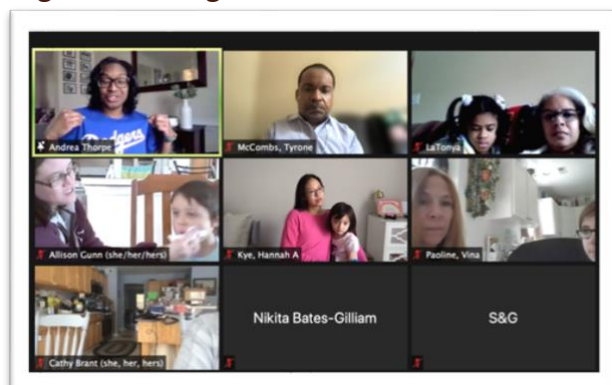 Dodgers
Andrea Thorpe
McCombs, Tyrone
LaTonya
Allison Gunn (she/her/hers)
Kye, Hannah A
Paoline, Vina
Cathy Brant (she, her, hers)
Nikita Bates-Gilliam
S&G